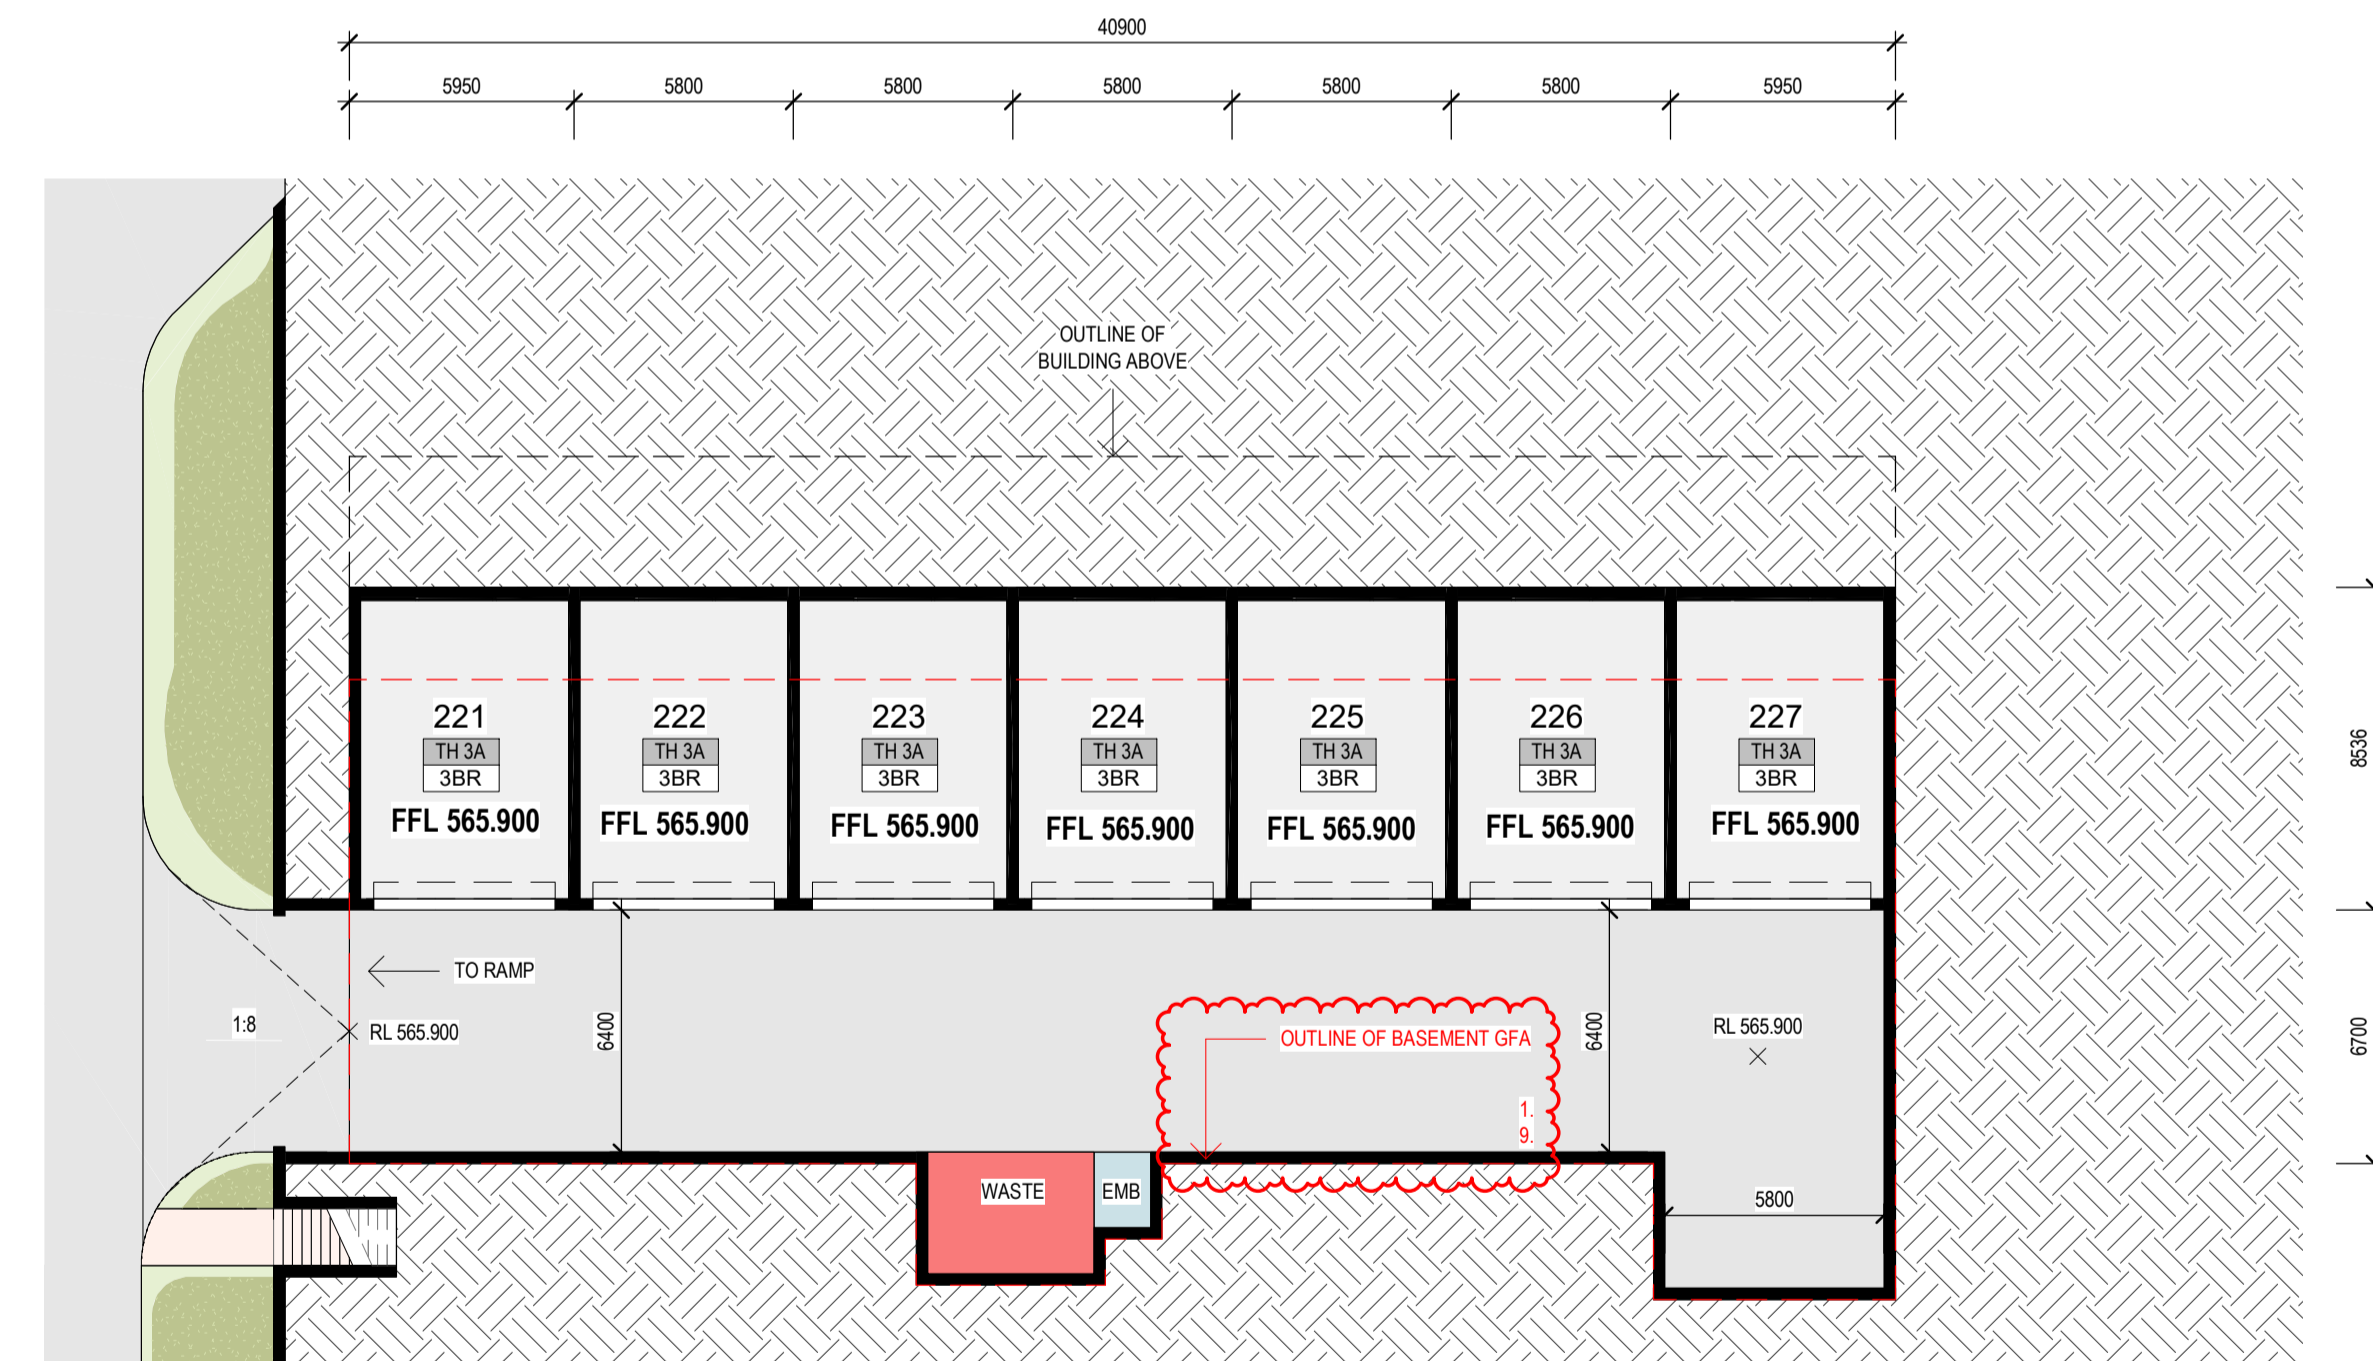 40900
5950 5800 5800 5800 5800 5800 5950
OUTLINE OF
BUILDING ABOVE
221 222 223 224 225 226 227
TH 3A TH 3A TH 3A TH 3A TH 3A TH 3A TH 3A
3BR 3BR 3BR 3BR 3BR 3BR 3BR
FFL 565.900 FFL 565.900 FFL 565.900 FFL 565.900 FFL 565.900 FFL 565.900 FFL 565.900
8536
TO RAMP
1:8
RL 565.900
6400
OUTLINE OF BASEMENT GFA
1.
9.
6400
RL 565.900
6700
WASTE
EMB
5800